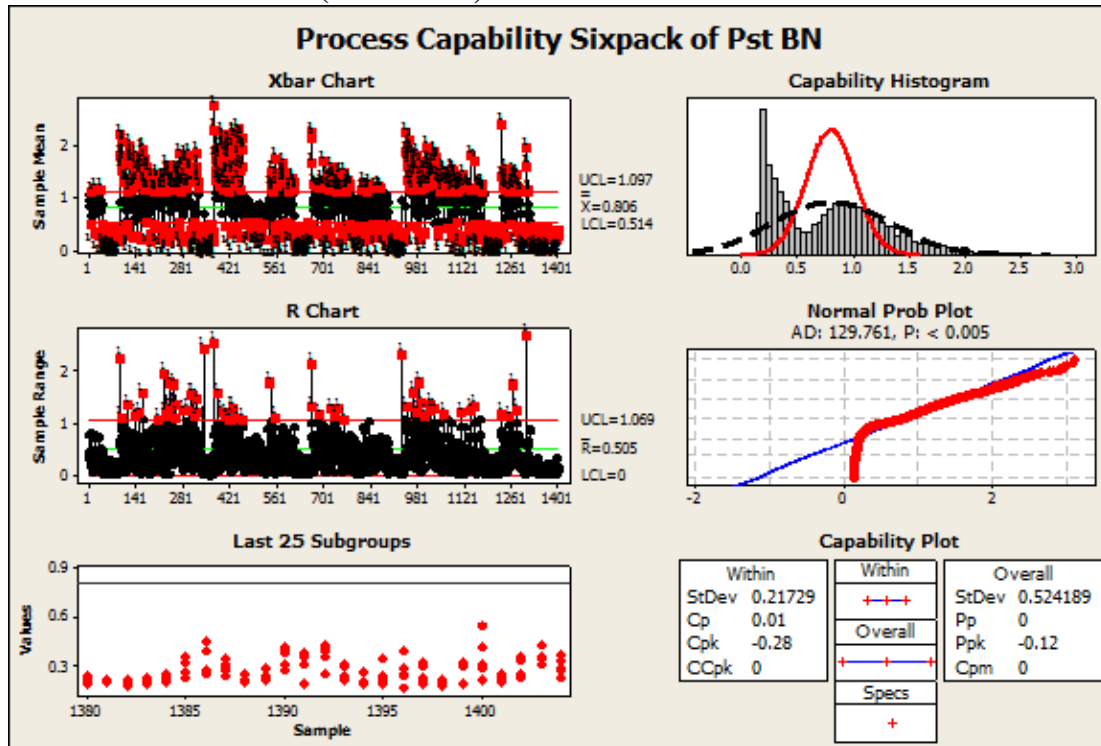 Process Capability Sixpack of Pst BN
Xbar Chart
Sample Mean
2
1
0
1 141 281 421 561 701 841 981 1121 1261 1401
UCL=1.097
X=0.806
LCL=0.514
Capability Histogram
0.0 0.5 1.0 1.5 2.0 2.5 3.0
R Chart
Sample Range
2
1
0
1 141 281 421 561 701 841 981 1121 1261 1401
UCL=1.069
R=0.505
LCL=0
Normal Prob Plot
AD: 129.761, P: < 0.005
-2 0 2
Last 25 Subgroups
Values
0.9
0.6
0.3
1380 1385 1390 1395 1400
Sample
Capability Plot
Within
StDev 0.21729
Cp 0.01
Cpk -0.28
CCpk 0
Within
Overall
Specs
Overall
StDev 0.524189
Pp 0
Ppk -0.12
Cpm 0